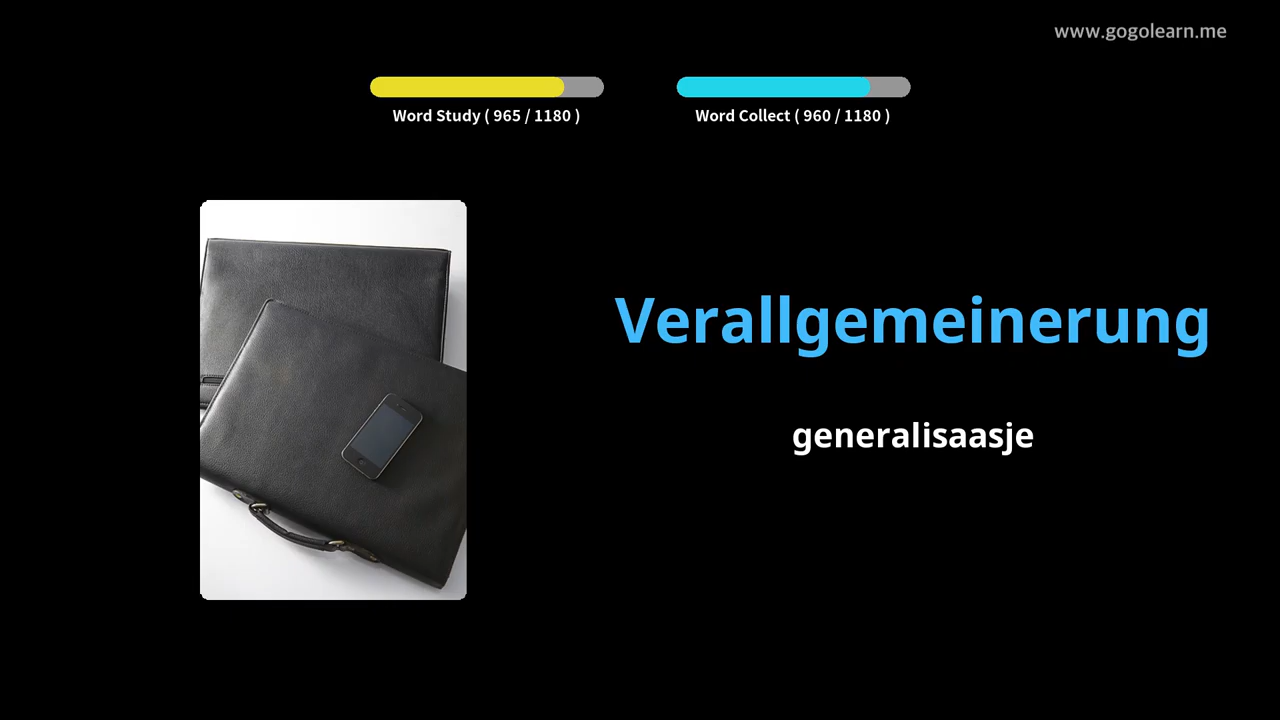 www.gogolearn.me
Word Study ( 965 / 1180 )
Word Collect ( 960 / 1180 )
Verallgemeinerung
generalisaasje